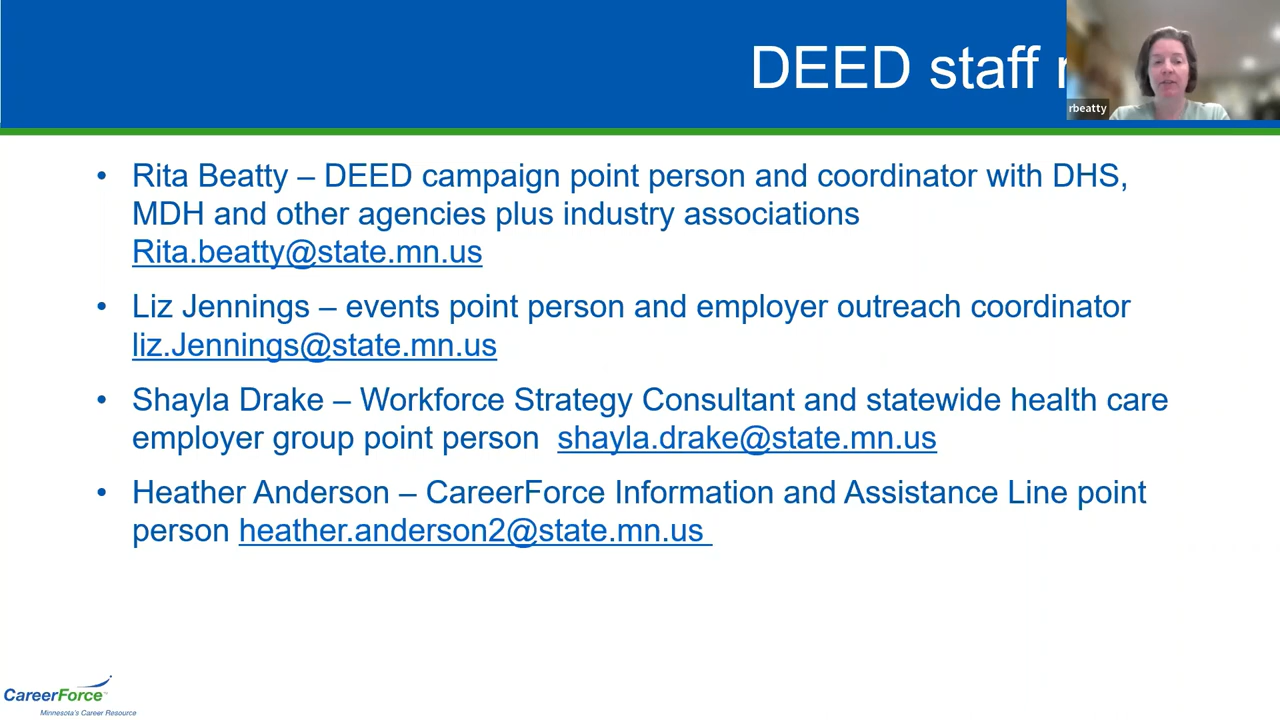 DEED staff
rbeatty
• Rita Beatty – DEED campaign point person and coordinator with DHS,
MDH and other agencies plus industry associations
Rita.beatty@state.mn.us
• Liz Jennings – events point person and employer outreach coordinator
liz.Jennings@state.mn.us
• Shayla Drake – Workforce Strategy Consultant and statewide health care
employer group point person shayla.drake@state.mn.us
• Heather Anderson – CareerForce Information and Assistance Line point
person heather.anderson2@state.mn.us
CareerForce™
Minnesota's Career Resource